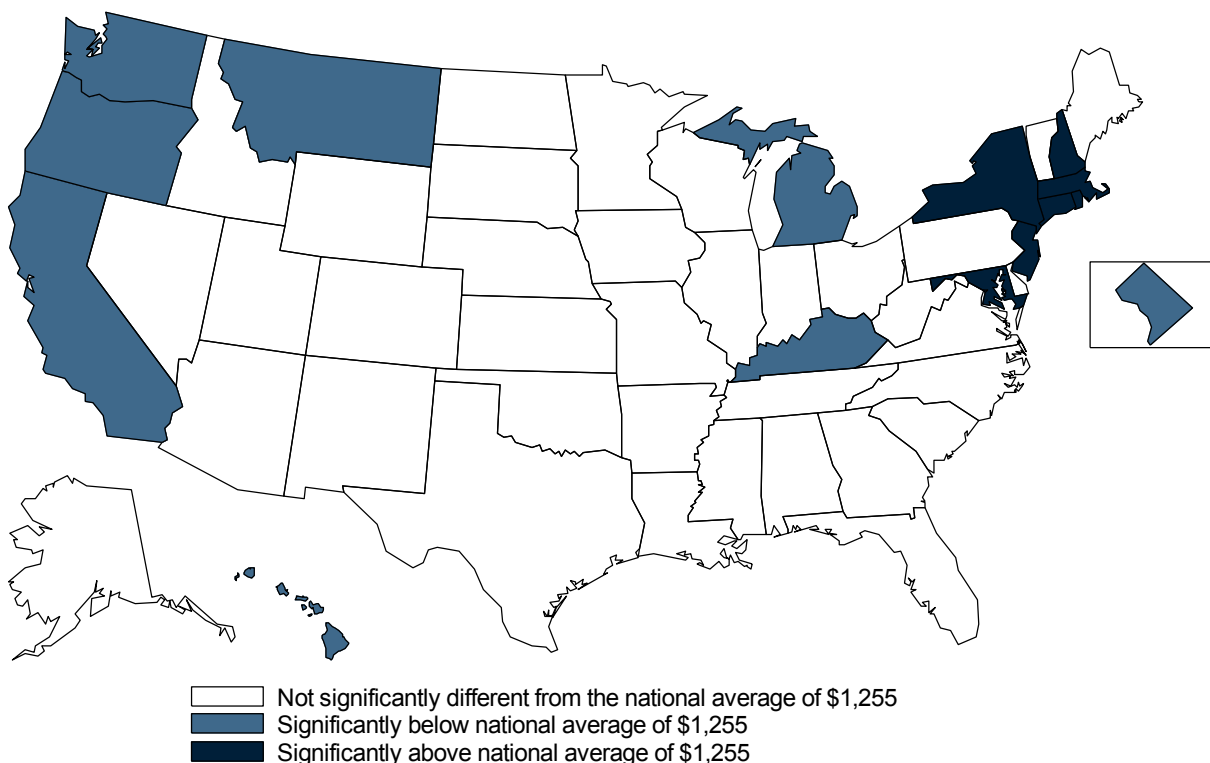 Not significantly different from the national average of $1,255
Significantly below national average of $1,255
Significantly above national average of $1,255